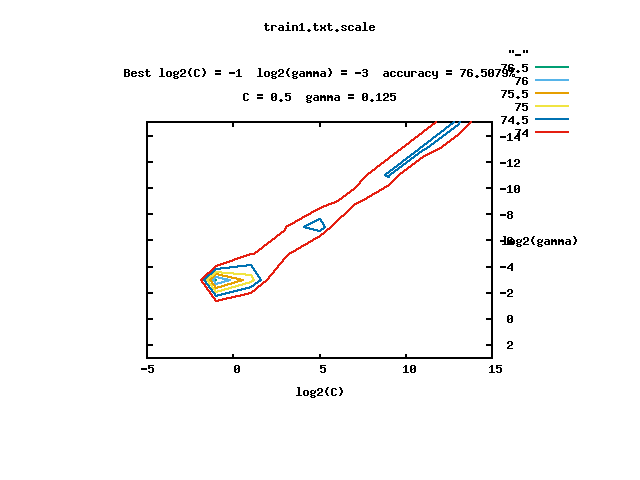 train1.txt.scale
"-"
Best log2(C) = -1  log2(gamma) = -3  accuracy = 76.5079%
76.5
76
C = 0.5  gamma = 0.125
75.5
75
74.5
74
-14
-12
-10
-8
-6
log2(gamma)
-4
-2
0
2
-5 0 5 10 15
log2(C)